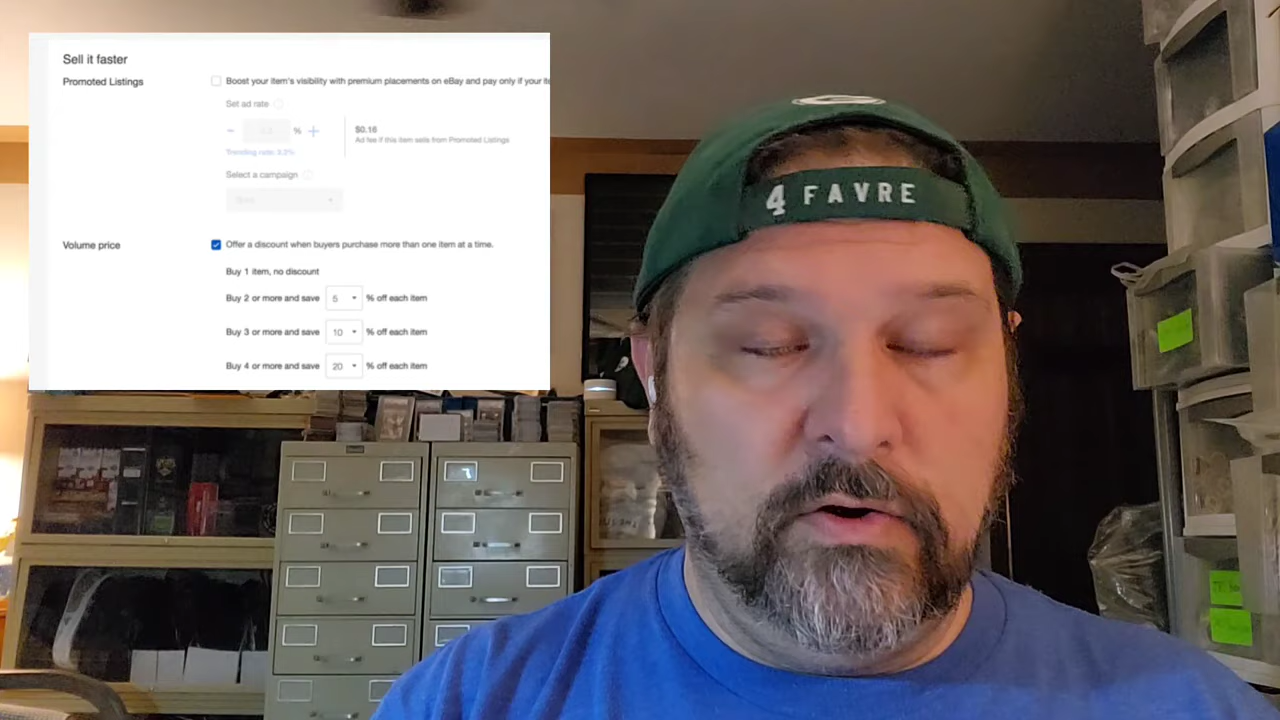 Sell it faster
Promoted Listings
Boost your item's visibility with premium placements on eBay and pay only if your
Set ad rate
%
$0.16
Ad fee if this item sells from Promoted Listings
Trending rate:
Select a campaign
Volume price
Offer a discount when buyers purchase more than one item at a time.
Buy 1 item, no discount
Buy 2 or more and save 5 % off each item
Buy 3 or more and save 10 % off each item
Buy 4 or more and save 20 % off each item
4 FAVRE